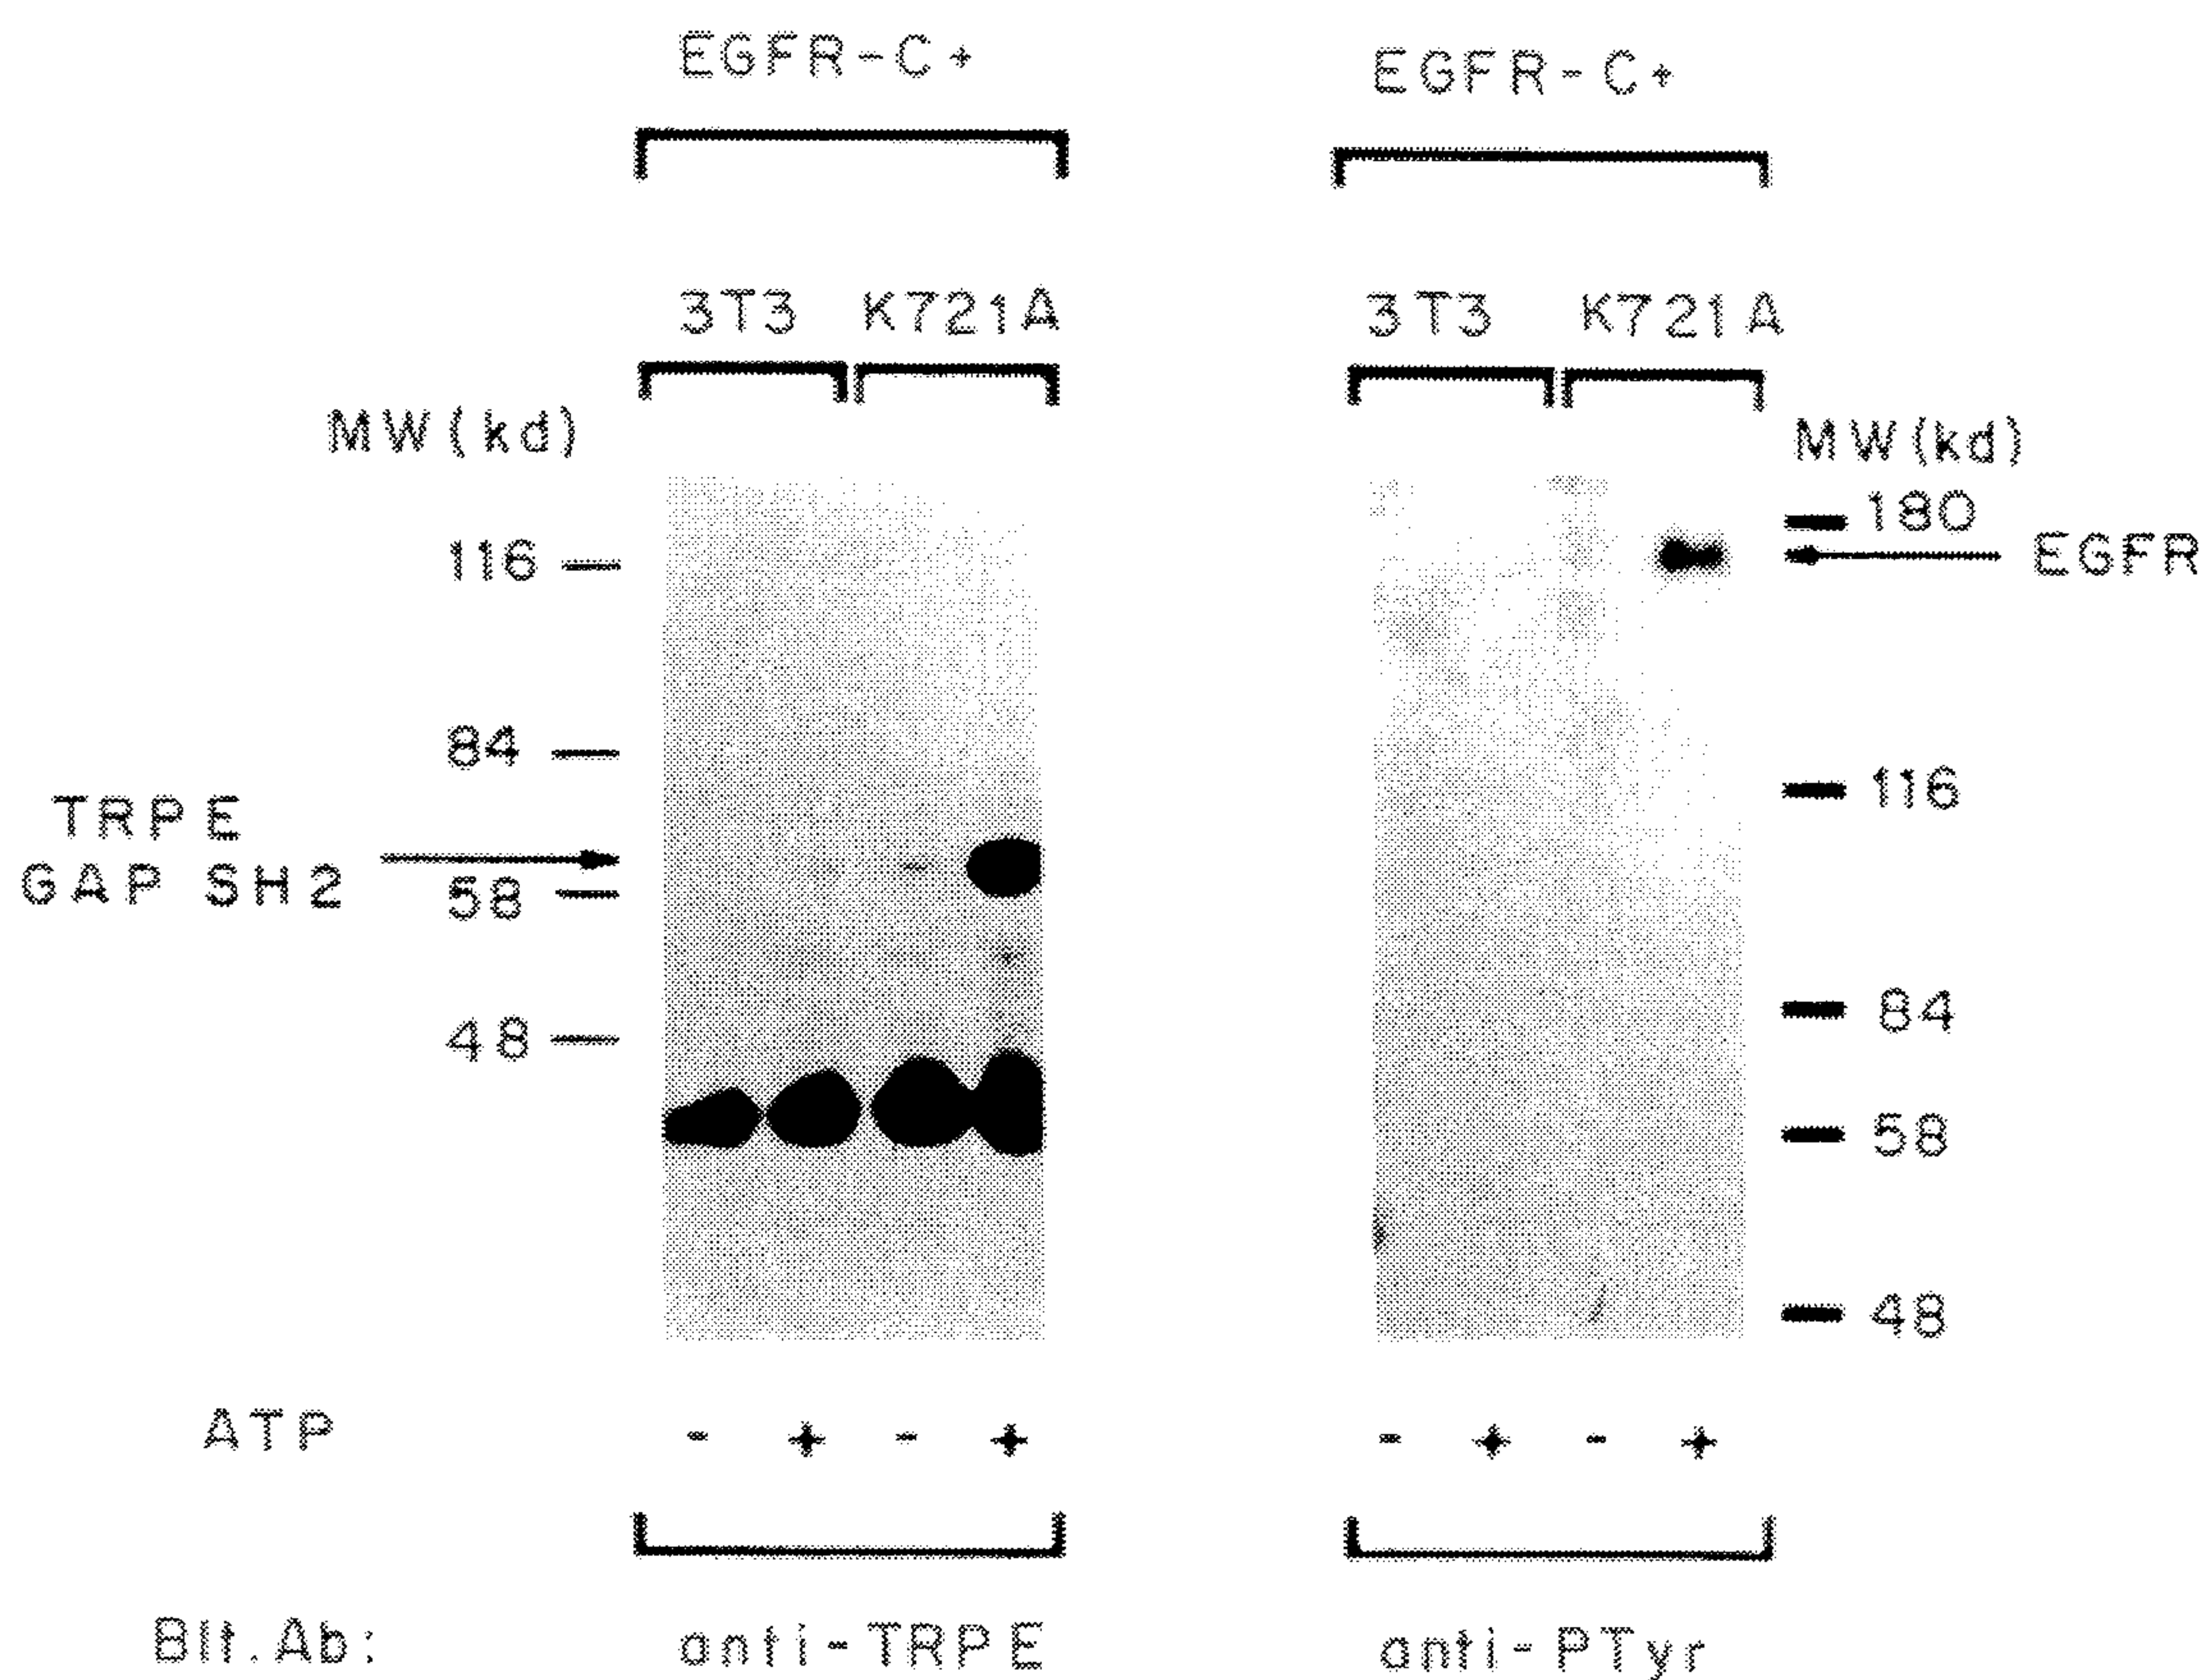 EGFR-C+ EGFR-C+
3T3 K721A 3T3 K721A
MW(kd) MW(kd)
180
116 EGFR
84
116
TRPE
GAP SH2
58
84
48
58
48
ATP - + - + - + - +
Blt.Ab: anti-TRPE anti-PTyr